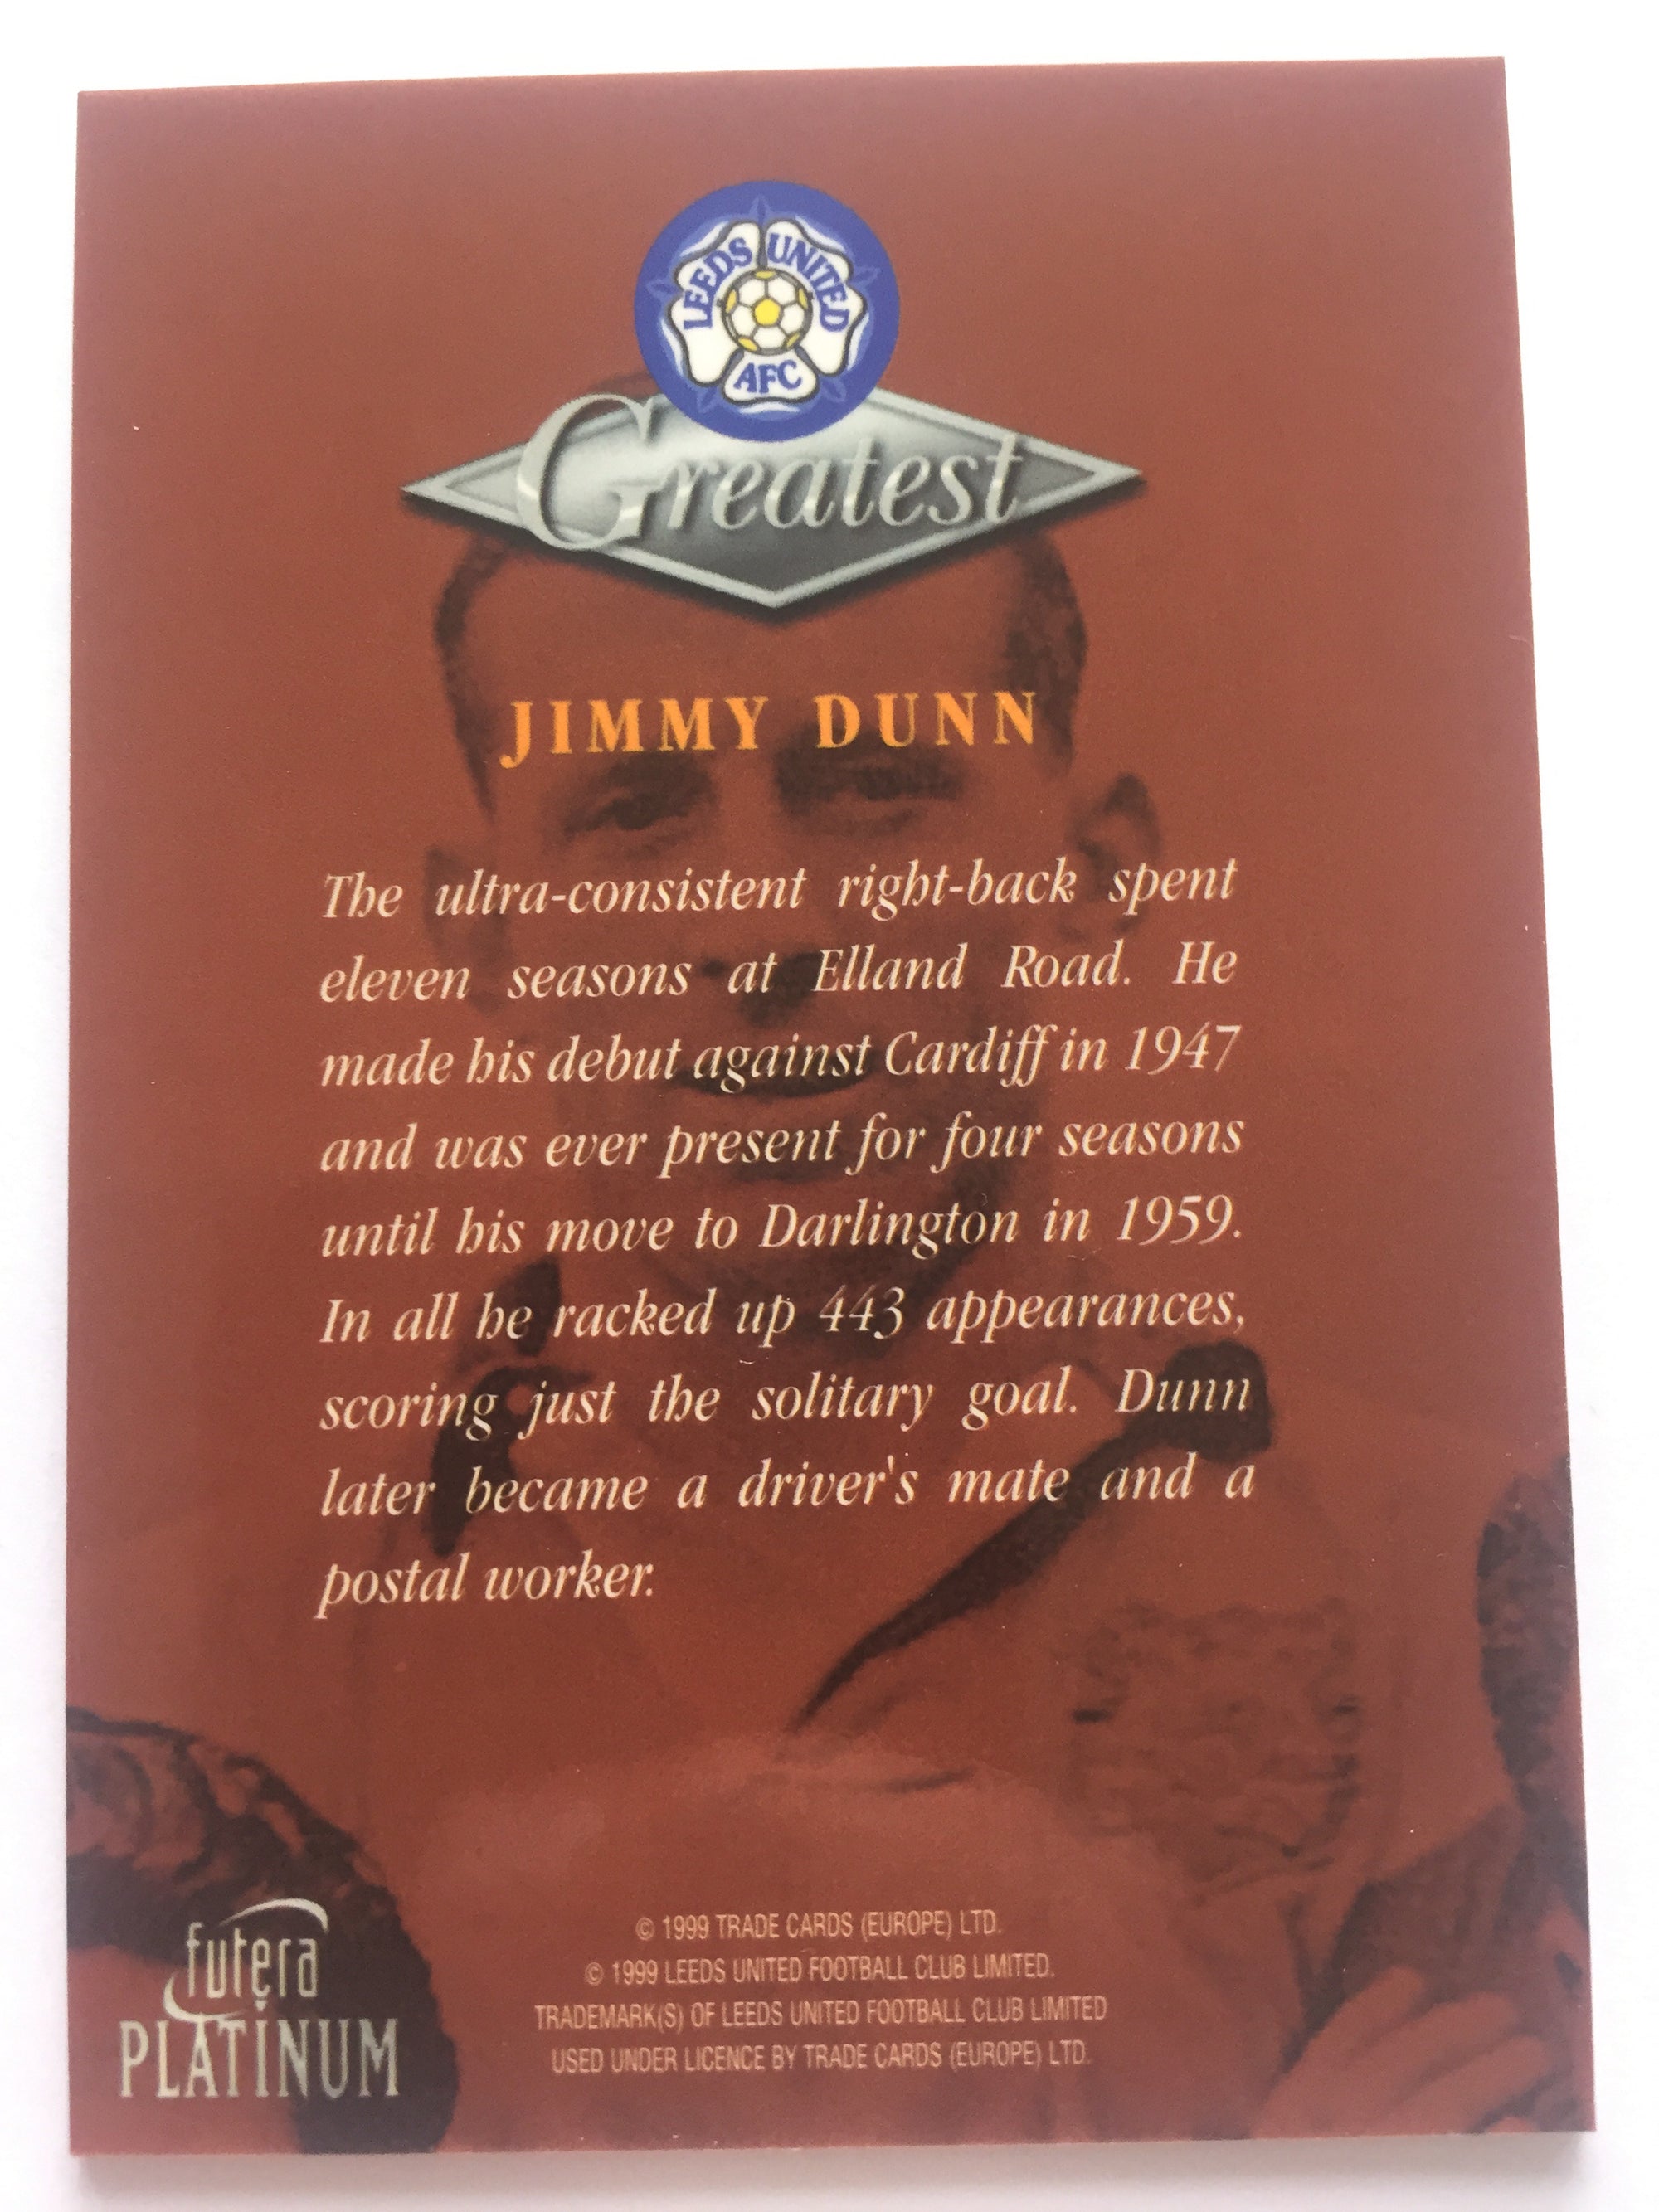 LEEDS UNITED
AFC
Greatest
JIMMY DUNN
The ultra-consistent right-back spent
eleven seasons at Elland Road. He
made his debut against Cardiff in 1947
and was ever present for four seasons
until his move to Darlington in 1959.
In all he racked up 443 appearances,
scoring just the solitary goal. Dunn
later became a driver's mate and a
postal worker.
futera
PLATINUM
© 1999 TRADE CARDS (EUROPE) LTD.
© 1999 LEEDS UNITED FOOTBALL CLUB LIMITED.
TRADEMARK(S) OF LEEDS UNITED FOOTBALL CLUB LIMITED
USED UNDER LICENCE BY TRADE CARDS (EUROPE) LTD.